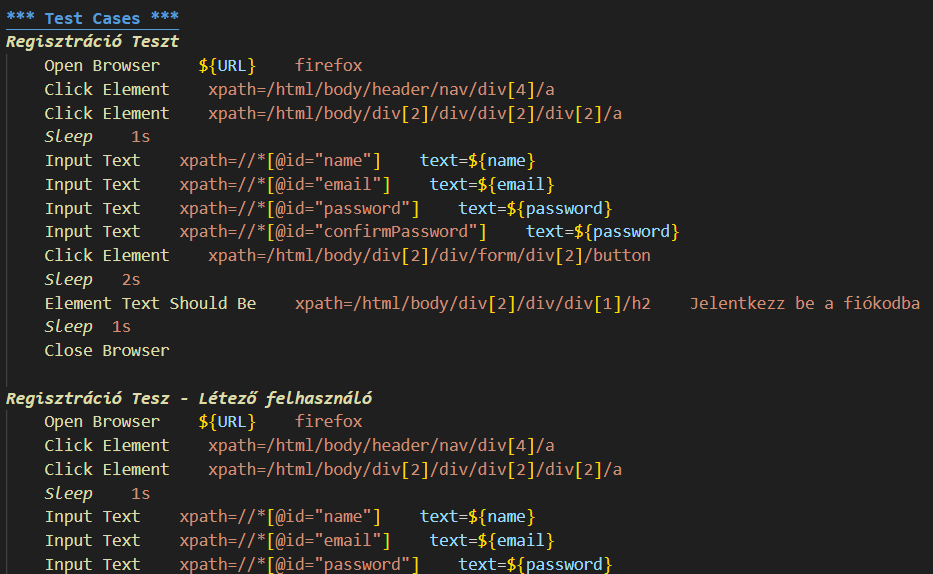 *** Test Cases ***
Regisztráció Teszt
    Open Browser    ${URL}    firefox
    Click Element    xpath=/html/body/header/nav/div[4]/a
    Click Element    xpath=/html/body/div[2]/div/div[2]/div[2]/a
    Sleep    1s
    Input Text    xpath=//*[@id="name"]    text=${name}
    Input Text    xpath=//*[@id="email"]    text=${email}
    Input Text    xpath=//*[@id="password"]    text=${password}
    Input Text    xpath=//*[@id="confirmPassword"]    text=${password}
    Click Element    xpath=/html/body/div[2]/div/form/div[2]/button
    Sleep   2s
    Element Text Should Be    xpath=/html/body/div[2]/div/div[1]/h2    Jelentkezz be a fiókodba
    Sleep  1s
    Close Browser

Regisztráció Tesz - Létező felhasználó
    Open Browser    ${URL}    firefox
    Click Element    xpath=/html/body/header/nav/div[4]/a
    Click Element    xpath=/html/body/div[2]/div/div[2]/div[2]/a
    Sleep    1s
    Input Text    xpath=//*[@id="name"]    text=${name}
    Input Text    xpath=//*[@id="email"]    text=${email}
    Input Text    xpath=//*[@id="password"]    text=${password}